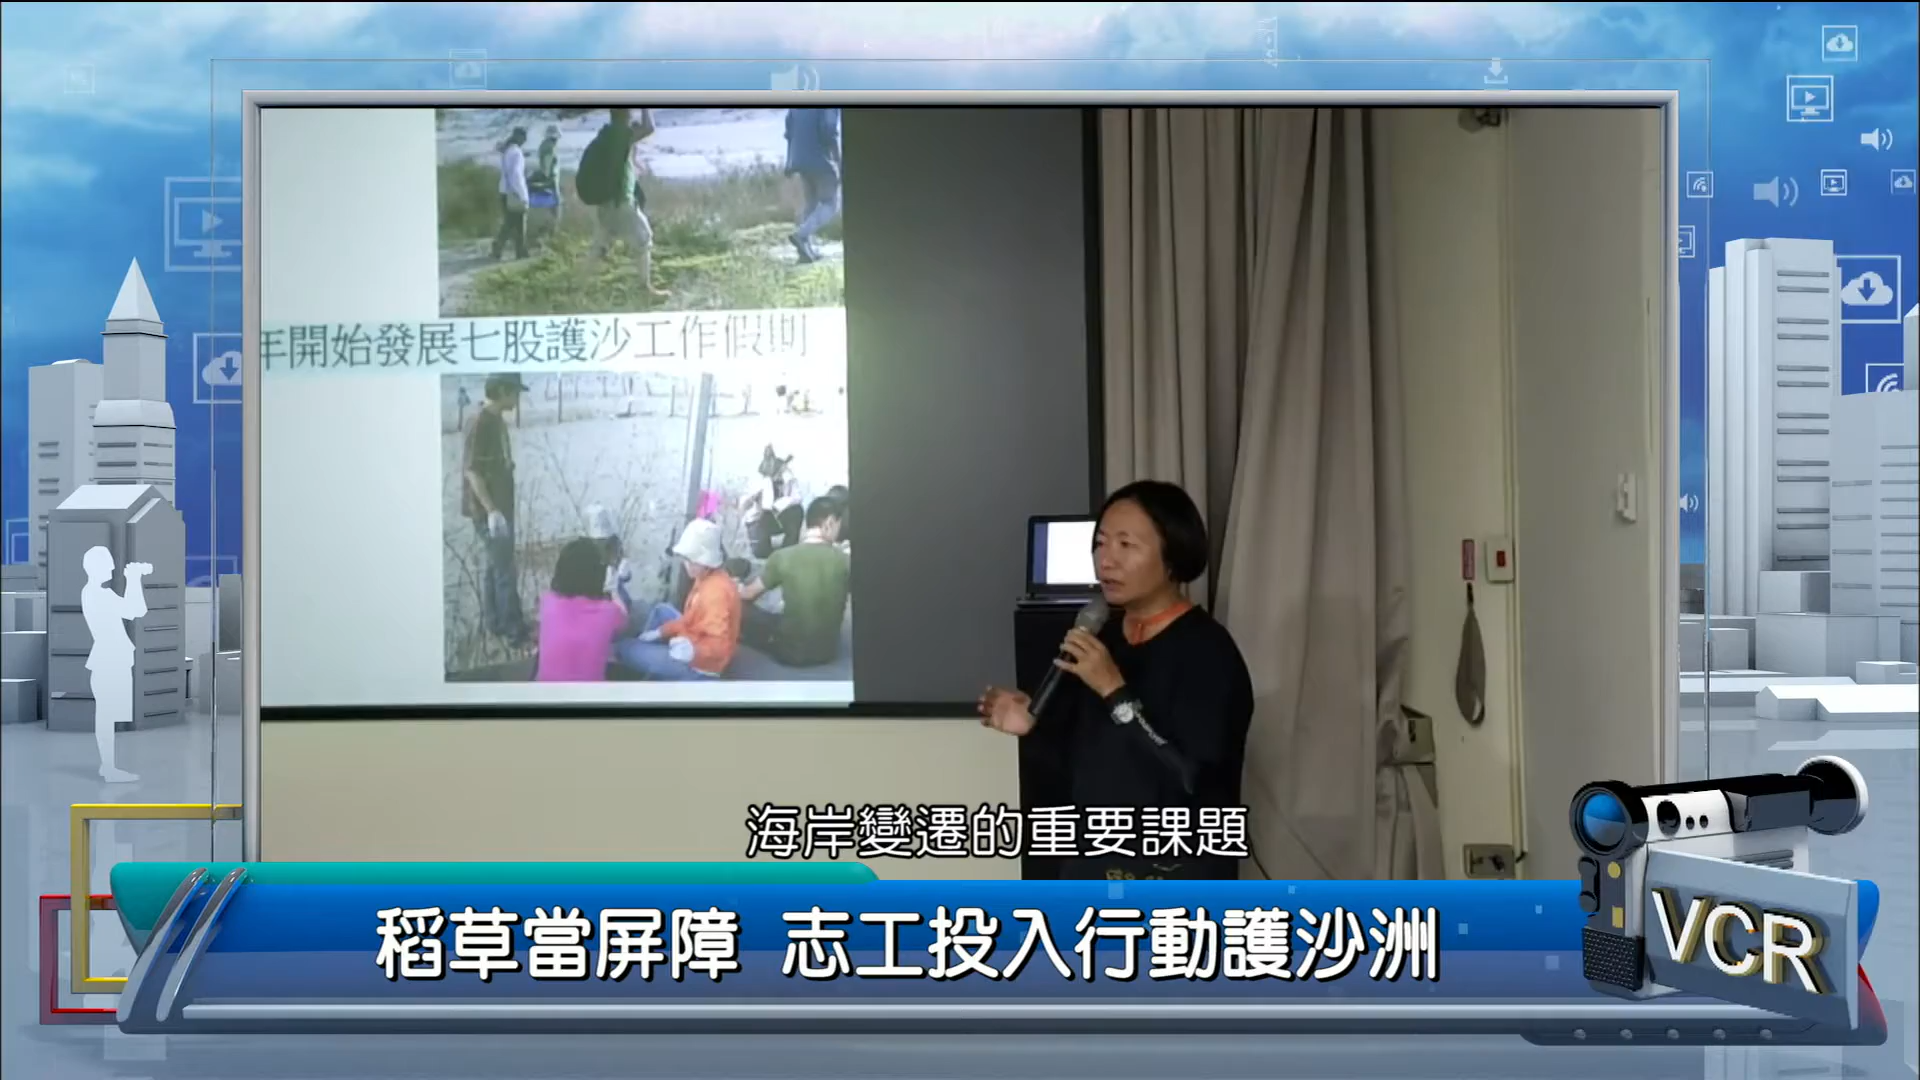 年開始發展七股護沙工作假期
海岸變遷的重要課題
稻草當屏障 志工投入行動護沙洲
VCR